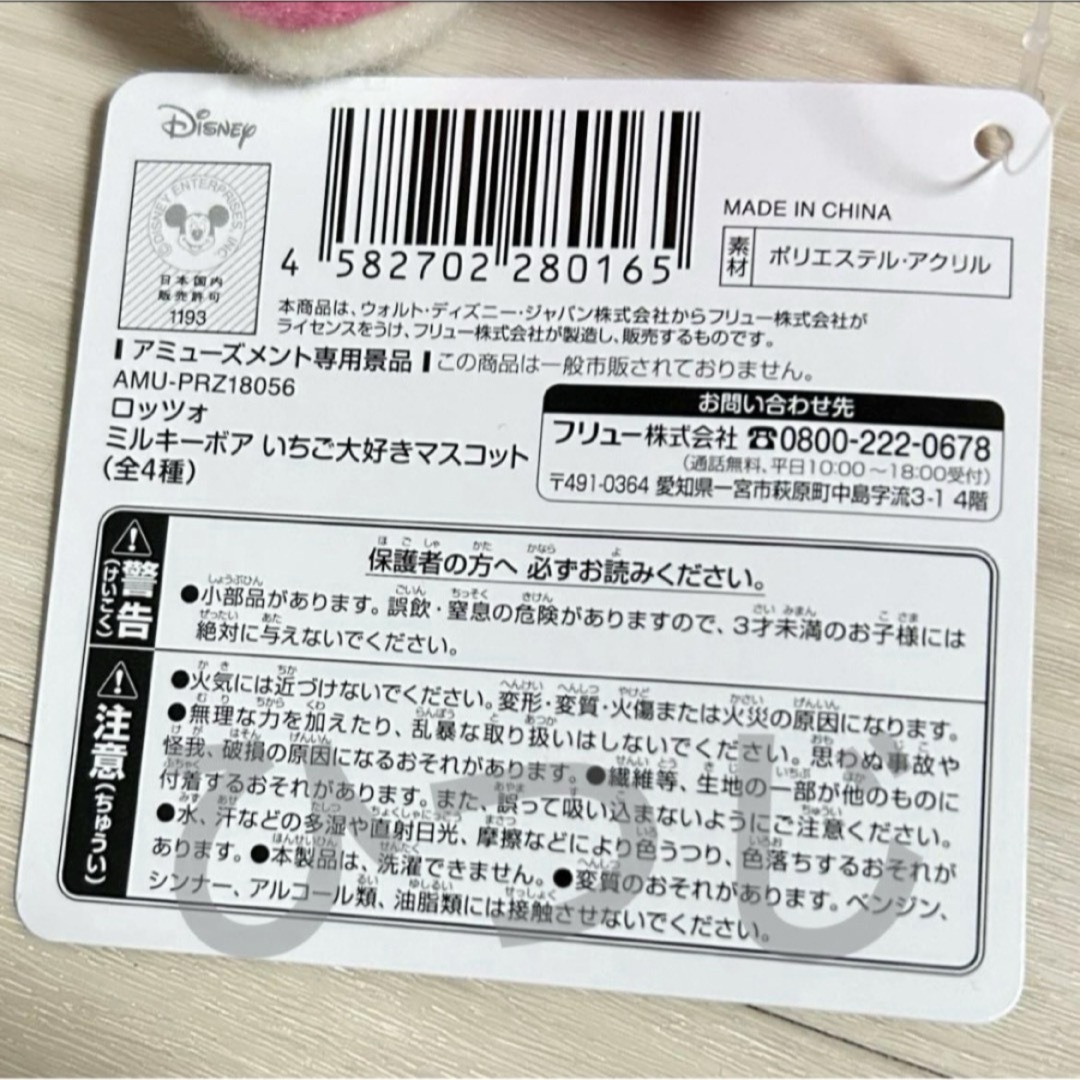 Disney
©DISNEY ENTERPRISES, INC
日本国内
販売許可
1193
4 582702 280165
MADE IN CHINA
素材 ポリエステル・アクリル
本商品は、ウォルト・ディズニー・ジャパン株式会社からフリュー株式会社が
ライセンスをうけ、フリュー株式会社が製造し、販売するものです。
アミューズメント専用景品 この商品は一般市販されておりません。
AMU-PRZ18056
ロッツォ
ミルキーボア いちご大好きマスコット
(全4種)
お問い合わせ先
フリュー株式会社 ☎0800-222-0678
(通話無料、平日10:00～18:00受付)
〒491-0364 愛知県一宮市萩原町中島字流3-1 4階
警告(けいこく)
保護者の方へ 必ずお読みください。
●小部品があります。誤飲・窒息の危険がありますので、3才未満のお子様には
絶対に与えないでください。
注意(ちゅうい)
●火気には近づけないでください。変形・変質・火傷または火災の原因になります。
●無理な力を加えたり、乱暴な取り扱いはしないでください。思わぬ事故や
怪我、破損の原因になるおそれがあります。●繊維等、生地の一部が他のものに
付着するおそれがあります。また、誤って吸い込まないようにご注意ください。
●水、汗などの多湿や直射日光、摩擦などにより色うつり、色落ちするおそれが
あります。●本製品は、洗濯できません。●変質のおそれがあります。ベンジン、
シンナー、アルコール類、油脂類には接触させないでください。
ひつじ